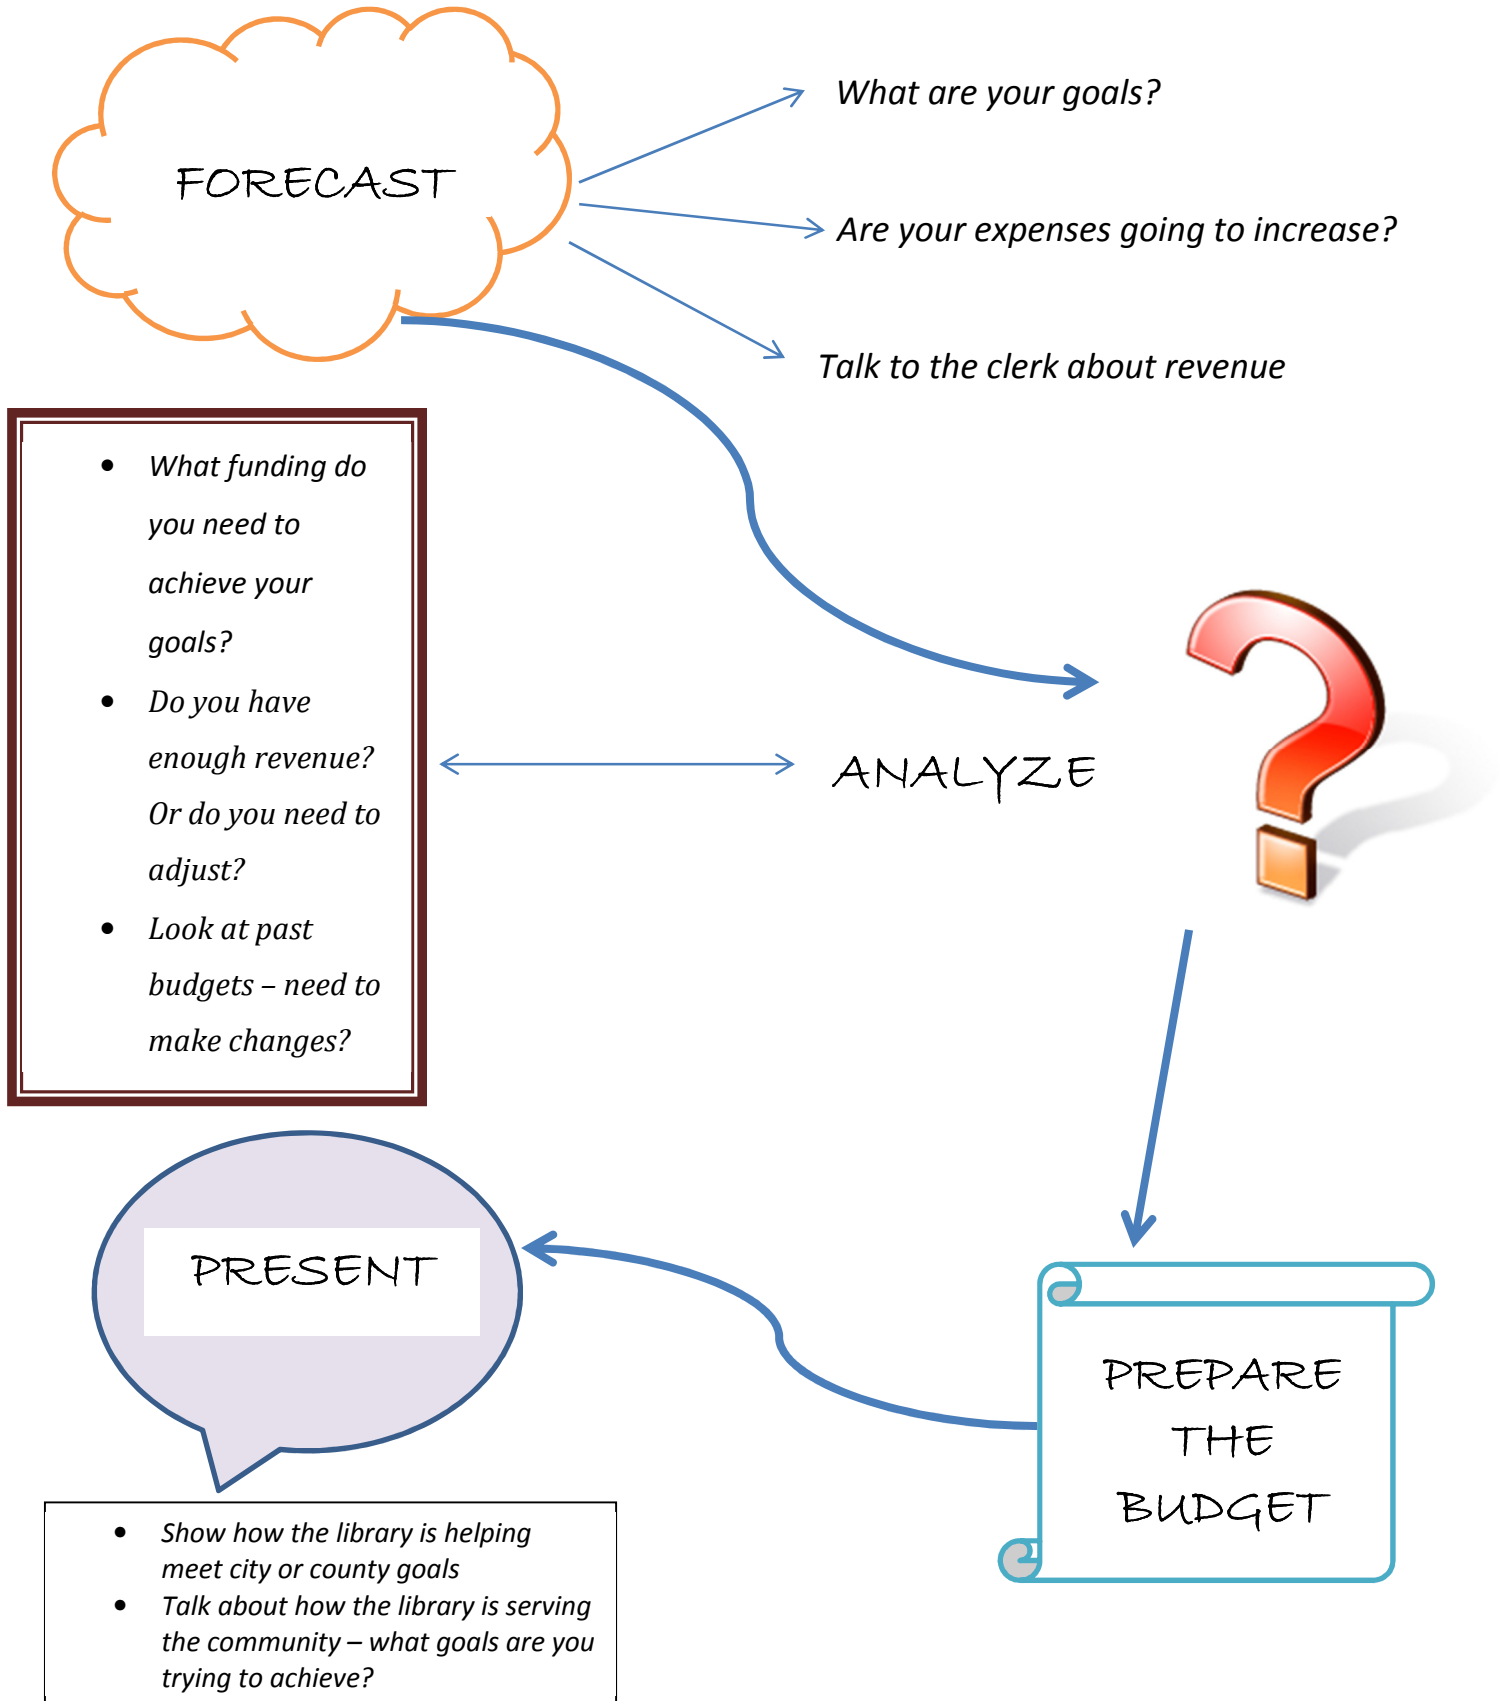 FORECAST
What are your goals?
Are your expenses going to increase?
Talk to the clerk about revenue
• What funding do
you need to
achieve your
goals?
• Do you have
enough revenue?
Or do you need to
adjust?
• Look at past
budgets – need to
make changes?
ANALYZE
?
PREPARE
THE
BUDGET
PRESENT
• Show how the library is helping
meet city or county goals
• Talk about how the library is serving
the community – what goals are you
trying to achieve?